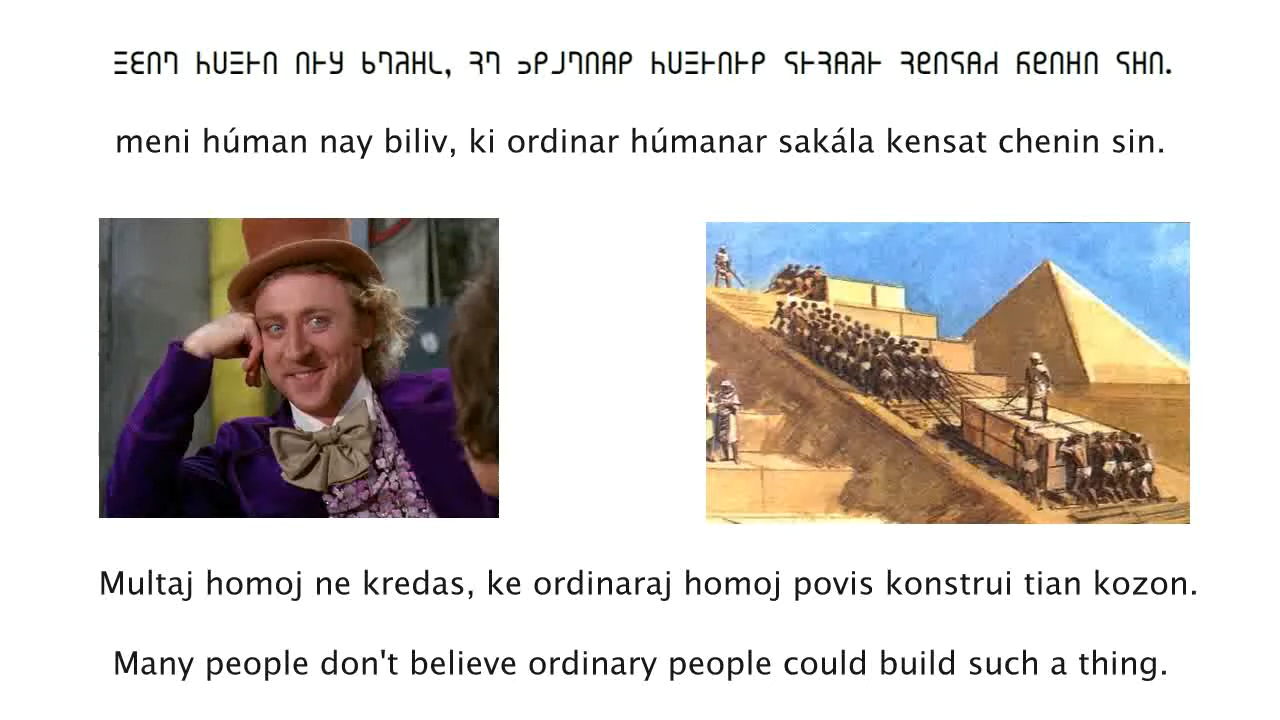 meni húman nay biliv, ki ordinar húmanar sakála kensat chenin sin.
Multaj homoj ne kredas, ke ordinaraj homoj povis konstrui tian kozon.
Many people don't believe ordinary people could build such a thing.